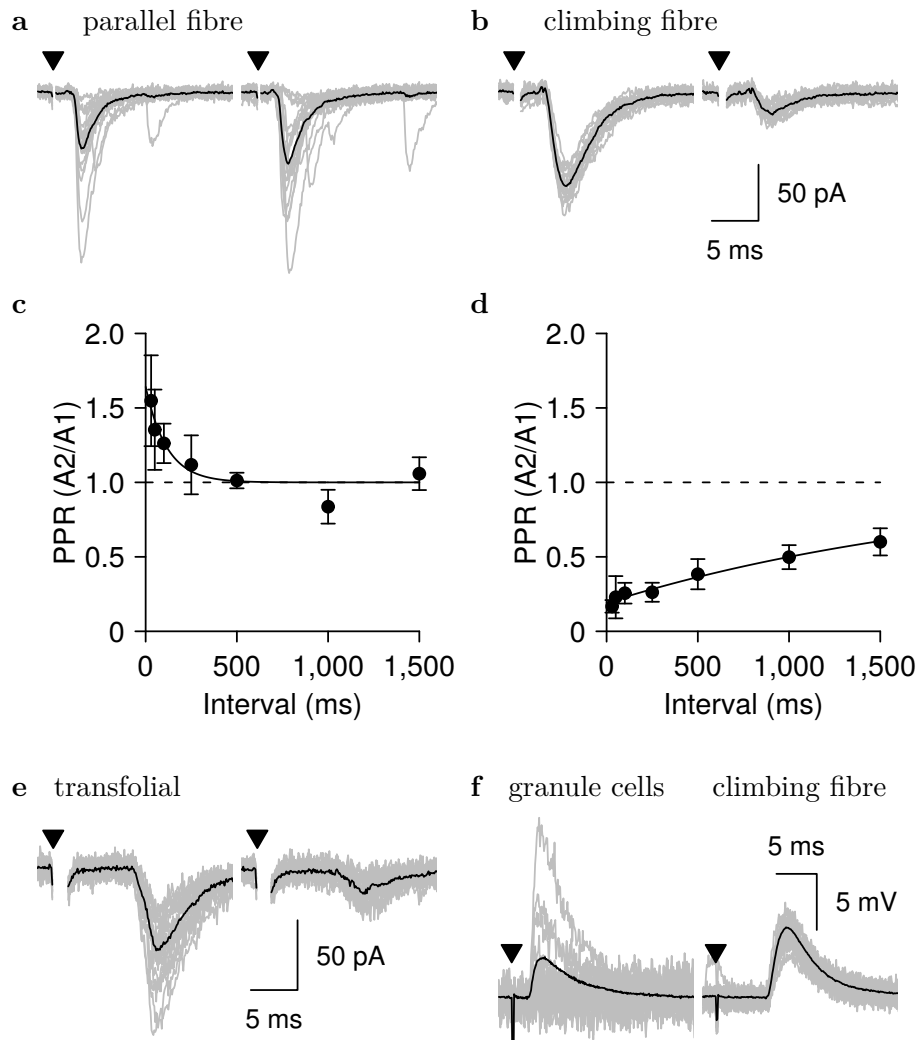 a parallel fibre
b climbing fibre
50 pA
5 ms
c
2.0
1.5
1.0
0.5
0
PPR (A2/A1)
0 500 1,000 1,500
Interval (ms)
d
2.0
1.5
1.0
0.5
0
PPR (A2/A1)
0 500 1,000 1,500
Interval (ms)
e transfolial
50 pA
5 ms
f granule cells climbing fibre
5 ms
5 mV